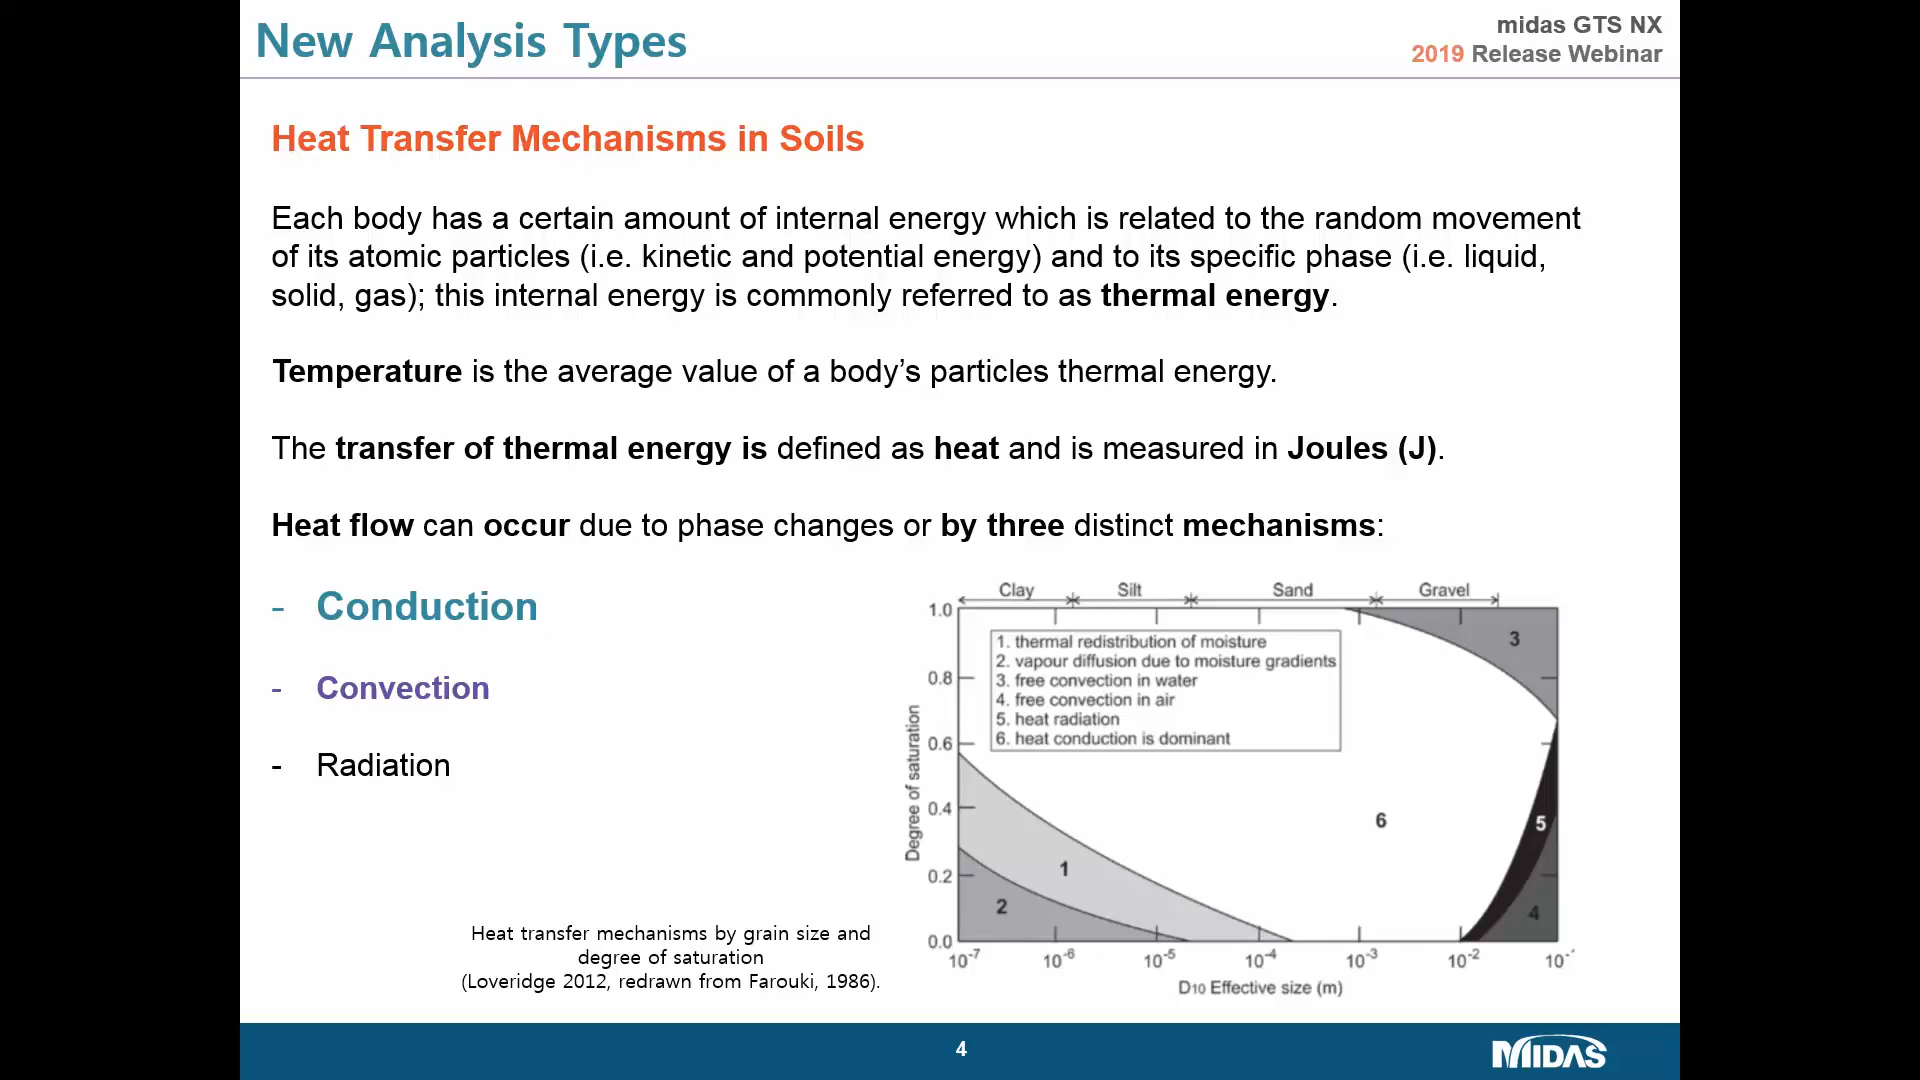 New Analysis Types
midas GTS NX
2019 Release Webinar
Heat Transfer Mechanisms in Soils
Each body has a certain amount of internal energy which is related to the random movement
of its atomic particles (i.e. kinetic and potential energy) and to its specific phase (i.e. liquid,
solid, gas); this internal energy is commonly referred to as thermal energy.
Temperature is the average value of a body’s particles thermal energy.
The transfer of thermal energy is defined as heat and is measured in Joules (J).
Heat flow can occur due to phase changes or by three distinct mechanisms:
- Conduction
- Convection
- Radiation
Heat transfer mechanisms by grain size and
degree of saturation
(Loveridge 2012, redrawn from Farouki, 1986).
Clay Silt Sand Gravel
1. thermal redistribution of moisture
2. vapour diffusion due to moisture gradients
3. free convection in water
4. free convection in air
5. heat radiation
6. heat conduction is dominant
Degree of saturation
1.0
0.8
0.6
0.4
0.2
0.0
3
6
5
1
2
4
10-7 10-6 10-5 10-4 10-3 10-2 10-1
D10 Effective size (m)
4
MIDAS